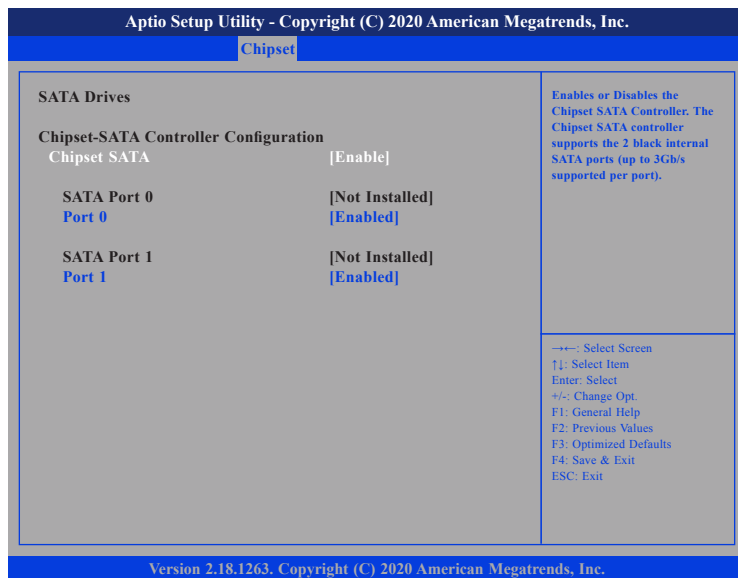 Aptio Setup Utility - Copyright (C) 2020 American Megatrends, Inc.
Chipset
SATA Drives
Chipset-SATA Controller Configuration
Chipset SATA [Enable]
SATA Port 0 [Not Installed]
Port 0 [Enabled]
SATA Port 1 [Not Installed]
Port 1 [Enabled]
Enables or Disables the
Chipset SATA Controller. The
Chipset SATA controller
supports the 2 black internal
SATA ports (up to 3Gb/s
supported per port).
→←: Select Screen
↑↓: Select Item
Enter: Select
+/-: Change Opt.
F1: General Help
F2: Previous Values
F3: Optimized Defaults
F4: Save & Exit
ESC: Exit
Version 2.18.1263. Copyright (C) 2020 American Megatrends, Inc.